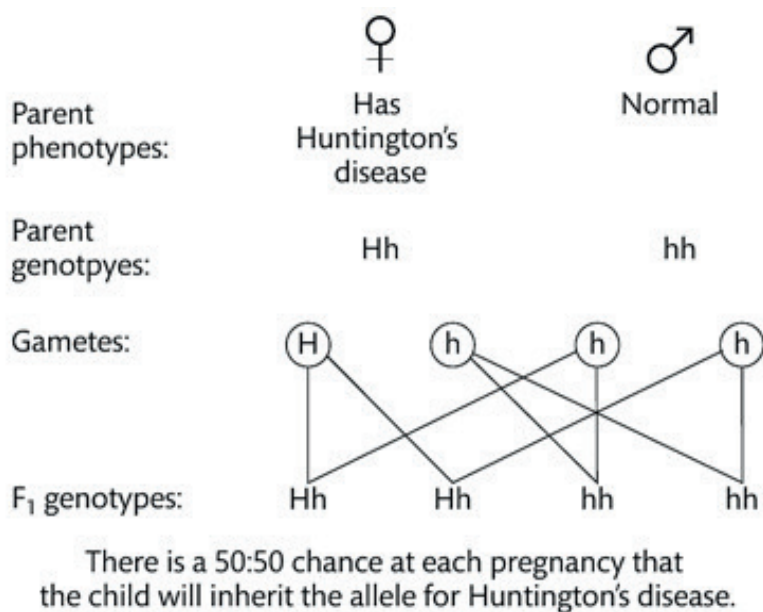 Parent phenotypes:
Has Huntington's disease
Normal
Parent genotpyes:
Hh
hh
Gametes:
H h h h
F₁ genotypes:
Hh Hh hh hh
There is a 50:50 chance at each pregnancy that
the child will inherit the allele for Huntington's disease.